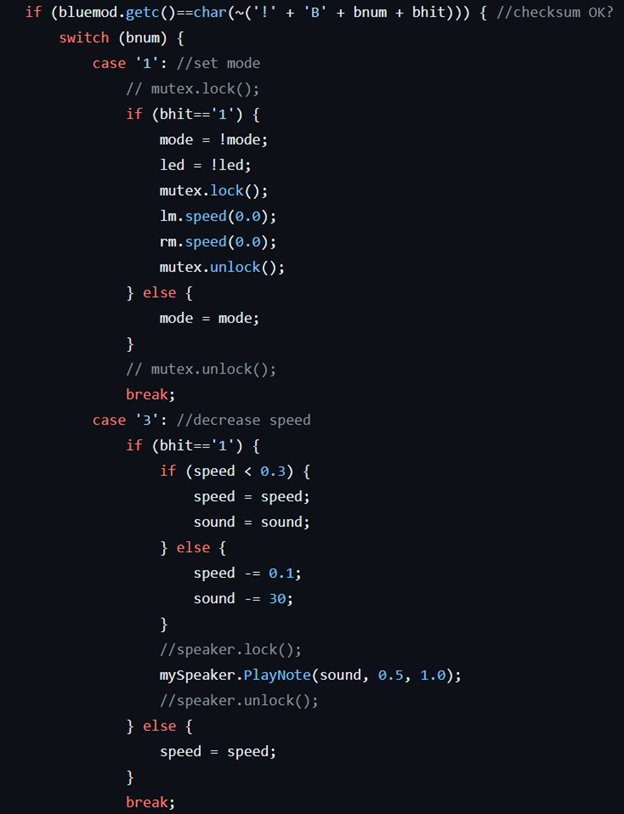 if (bluemod.getc()==char(~('!' + 'B' + bnum + bhit))) { //checksum OK?
switch (bnum) {
case '1': //set mode
// mutex.lock();
if (bhit=='1') {
mode = !mode;
led = !led;
mutex.lock();
lm.speed(0.0);
rm.speed(0.0);
mutex.unlock();
} else {
mode = mode;
}
// mutex.unlock();
break;
case '3': //decrease speed
if (bhit=='1') {
if (speed < 0.3) {
speed = speed;
sound = sound;
} else {
speed -= 0.1;
sound -= 30;
}
//speaker.lock();
mySpeaker.PlayNote(sound, 0.5, 1.0);
//speaker.unlock();
} else {
speed = speed;
}
break;